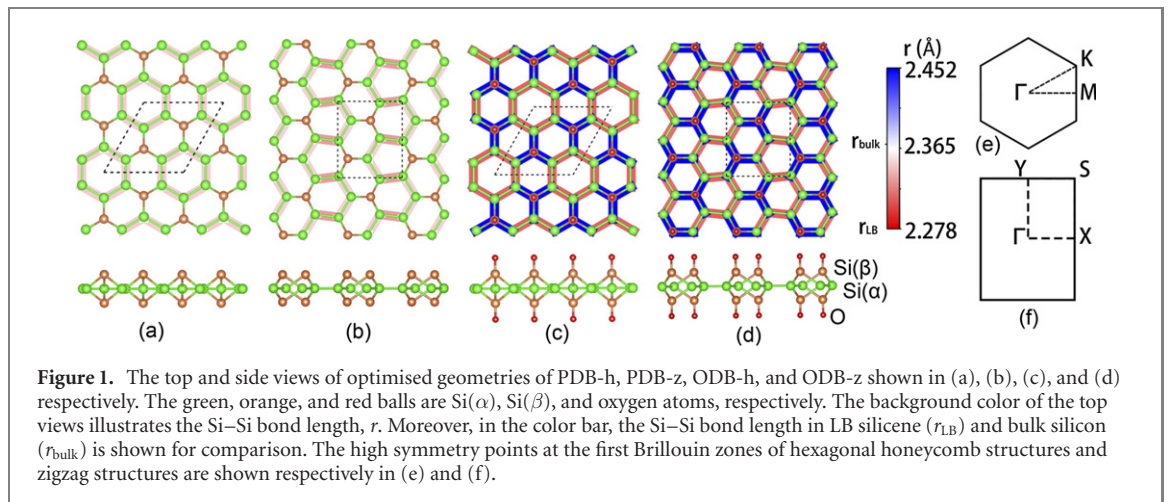 r (Å)
2.452
r_bulk
2.365
r_LB
2.278
K
Γ
M
(e)
Y
S
Γ
X
(f)
Si(β)
Si(α)
O
(a)
(b)
(c)
(d)
Figure 1. The top and side views of optimised geometries of PDB-h, PDB-z, ODB-h, and ODB-z shown in (a), (b), (c), and (d)
respectively. The green, orange, and red balls are Si(α), Si(β), and oxygen atoms, respectively. The background color of the top
views illustrates the Si–Si bond length, r. Moreover, in the color bar, the Si–Si bond length in LB silicene (r_LB) and bulk silicon
(r_bulk) is shown for comparison. The high symmetry points at the first Brillouin zones of hexagonal honeycomb structures and
zigzag structures are shown respectively in (e) and (f).